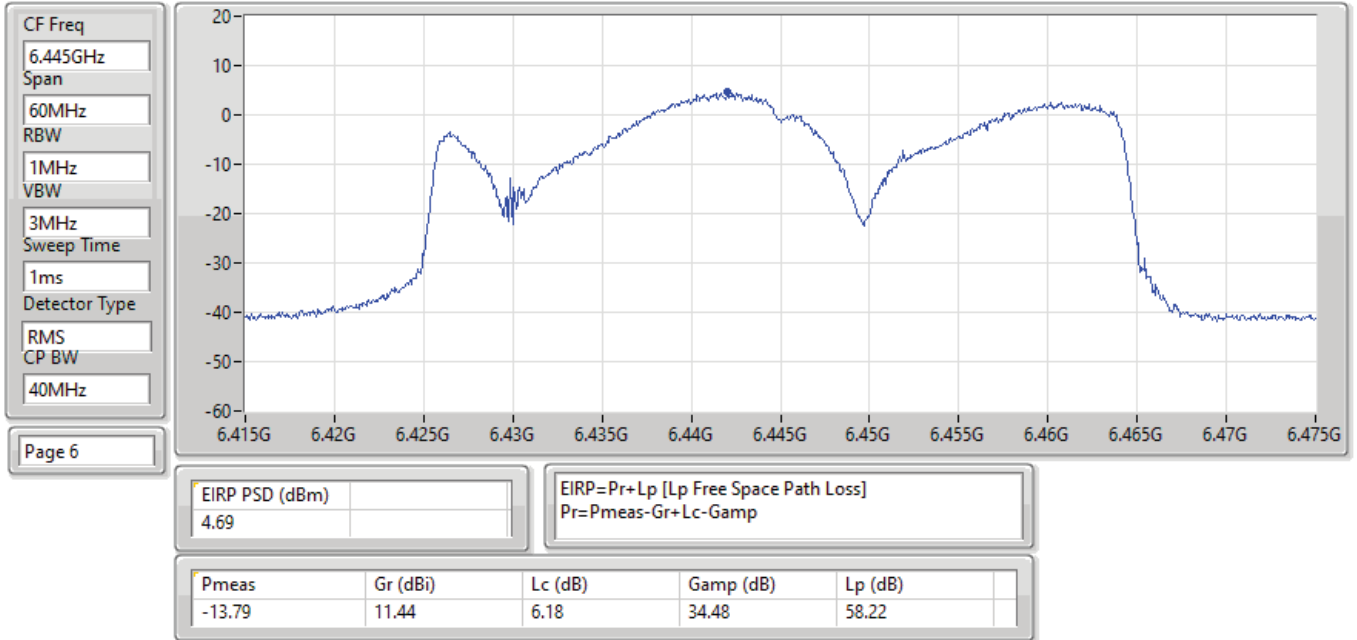 CF Freq
6.445GHz
Span
60MHz
RBW
1MHz
VBW
3MHz
Sweep Time
1ms
Detector Type
RMS
CP BW
40MHz
Page 6
20
10
0
-10
-20
-30
-40
-50
-60
6.415G 6.42G 6.425G 6.43G 6.435G 6.44G 6.445G 6.45G 6.455G 6.46G 6.465G 6.47G 6.475G
EIRP PSD (dBm)
4.69
EIRP=Pr+Lp [Lp Free Space Path Loss]
Pr=Pmeas-Gr+Lc-Gamp
Pmeas Gr (dBi) Lc (dB) Gamp (dB) Lp (dB)
-13.79 11.44 6.18 34.48 58.22